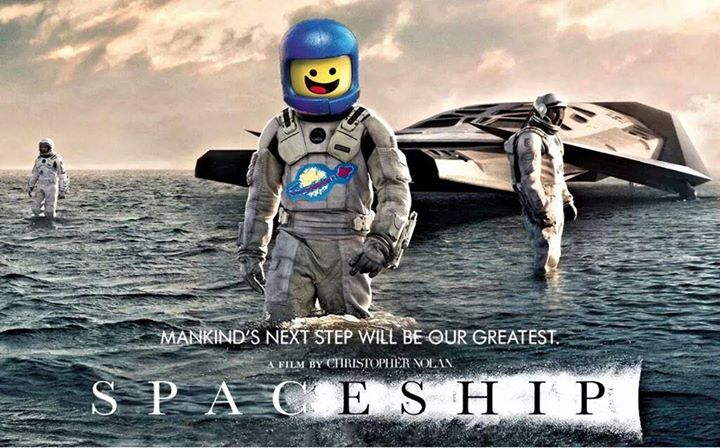 MANKIND'S NEXT STEP WILL BE OUR GREATEST.
A FILM BY CHRISTOPHER NOLAN
SPACESHIP